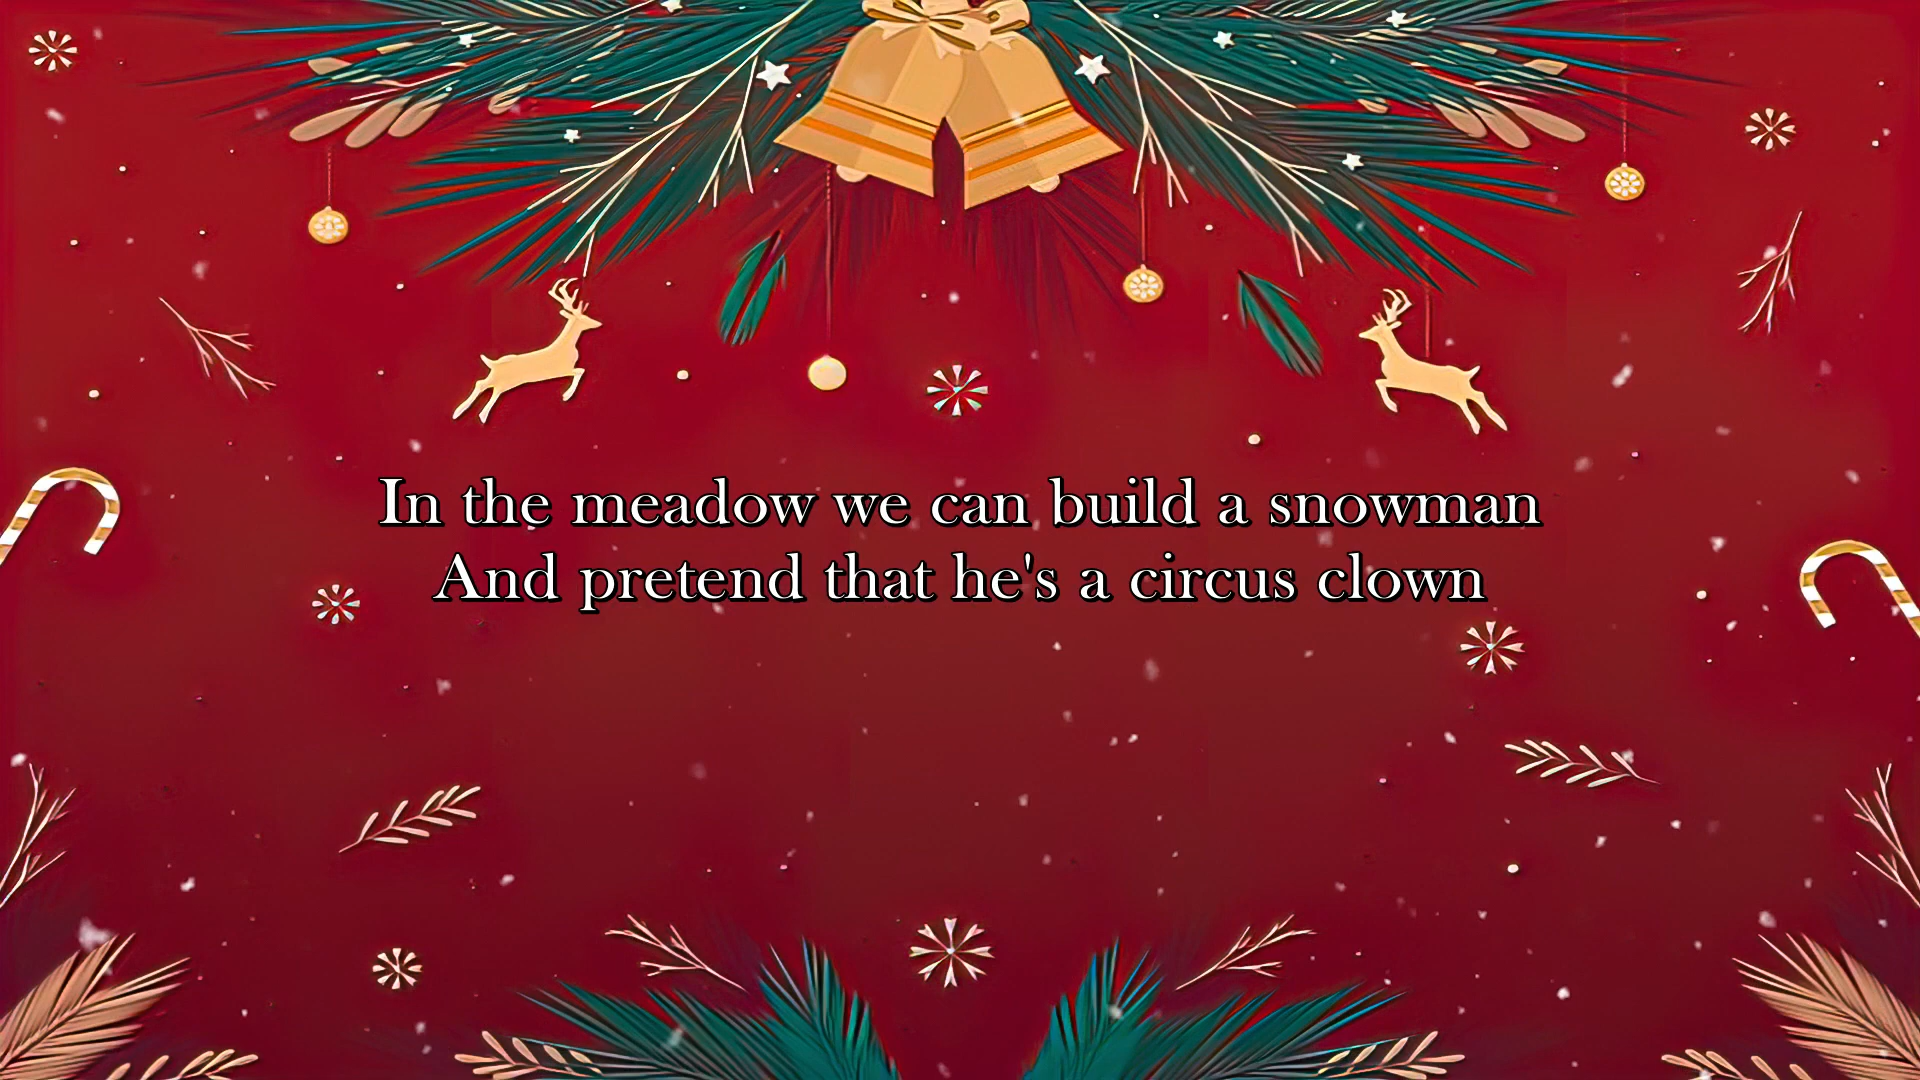 In the meadow we can build a snowman
And pretend that he's a circus clown